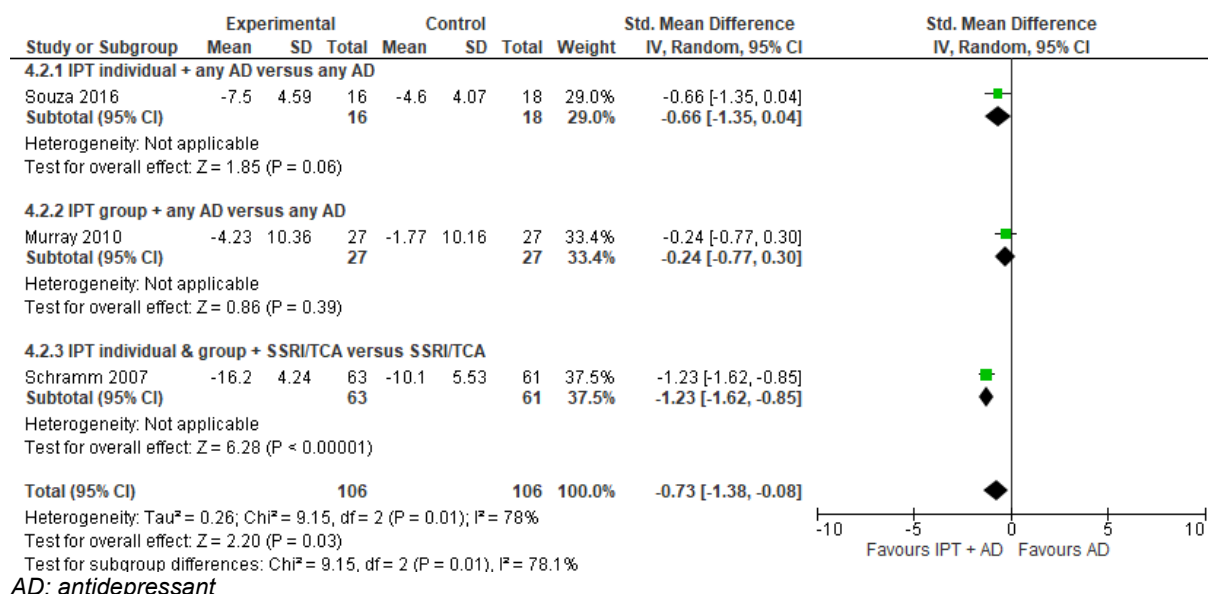 Experimental Control Std. Mean Difference Std. Mean Difference
Study or Subgroup Mean SD Total Mean SD Total Weight IV, Random, 95% CI IV, Random, 95% CI
4.2.1 IPT individual + any AD versus any AD
Souza 2016 -7.5 4.59 16 -4.6 4.07 18 29.0% -0.66 [-1.35, 0.04]
Subtotal (95% CI) 16 18 29.0% -0.66 [-1.35, 0.04]
Heterogeneity: Not applicable
Test for overall effect: Z = 1.85 (P = 0.06)
4.2.2 IPT group + any AD versus any AD
Murray 2010 -4.23 10.36 27 -1.77 10.16 27 33.4% -0.24 [-0.77, 0.30]
Subtotal (95% CI) 27 27 33.4% -0.24 [-0.77, 0.30]
Heterogeneity: Not applicable
Test for overall effect: Z = 0.86 (P = 0.39)
4.2.3 IPT individual & group + SSRI/TCA versus SSRI/TCA
Schramm 2007 -16.2 4.24 63 -10.1 5.53 61 37.5% -1.23 [-1.62, -0.85]
Subtotal (95% CI) 63 61 37.5% -1.23 [-1.62, -0.85]
Heterogeneity: Not applicable
Test for overall effect: Z = 6.28 (P < 0.00001)
Total (95% CI) 106 106 100.0% -0.73 [-1.38, -0.08]
Heterogeneity: Tau² = 0.26; Chi² = 9.15, df = 2 (P = 0.01); I² = 78%
Test for overall effect: Z = 2.20 (P = 0.03)
Test for subgroup differences: Chi² = 9.15, df = 2 (P = 0.01), I² = 78.1%
-10 -5 0 5 10
Favours IPT + AD Favours AD
AD: antidepressant